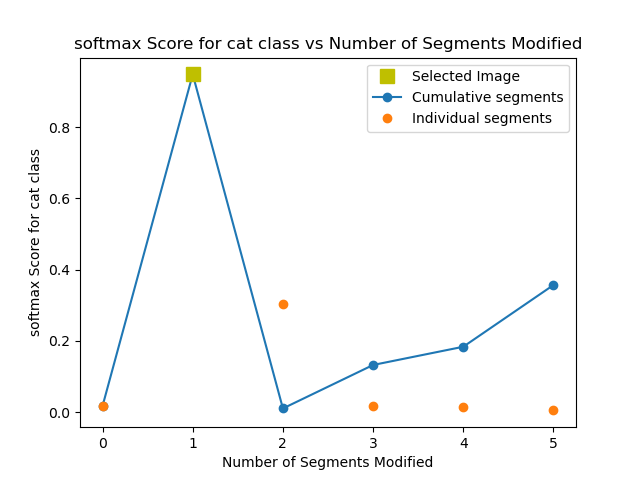 softmax Score for cat class vs Number of Segments Modified
Selected Image
Cumulative segments
Individual segments
softmax Score for cat class
0.8
0.6
0.4
0.2
0.0
0 1 2 3 4 5
Number of Segments Modified